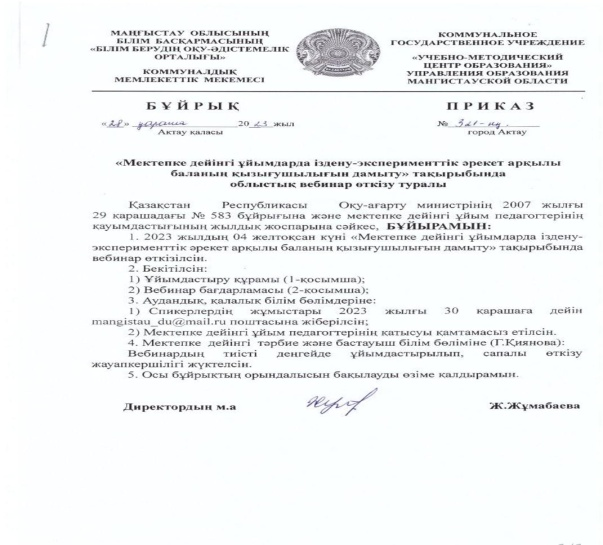 МАҢҒЫСТАУ ОБЛЫСЫНЫҢ
БІЛІМ БАСҚАРМАСЫНЫҢ
«БІЛІМ БЕРУДІҢ ОҚУ-ӘДІСТЕМЕЛІК
ОРТАЛЫҒЫ»
КОММУНАЛДЫҚ
МЕМЛЕКЕТТІК МЕКЕМЕСІ
КОММУНАЛЬНОЕ
ГОСУДАРСТВЕННОЕ УЧРЕЖДЕНИЕ
«УЧЕБНО-МЕТОДИЧЕСКИЙ
ЦЕНТР ОБРАЗОВАНИЯ»
УПРАВЛЕНИЯ ОБРАЗОВАНИЯ
МАНГИСТАУСКОЙ ОБЛАСТИ
БҰЙРЫҚ
«28» қараша 2023 жыл
Ақтау қаласы
ПРИКАЗ
№ 321-
город Актау
«Мектепке дейінгі ұйымдарда іздену-эксперименттік әрекет арқылы
баланың қызығушылығын дамыту» тақырыбында
облыстық вебинар өткізу туралы
Қазақстан Республикасы Оқу-ағарту министрінің 2007 жылғы
29 қарашадағы № 583 бұйрығына және мектепке дейінгі ұйым педагогтерінің
қауымдастығының жылдық жоспарына сәйкес, БҰЙЫРАМЫН:
1. 2023 жылдың 04 желтоқсан күні «Мектепке дейінгі ұйымдарда іздену-
эксперименттік әрекет арқылы баланың қызығушылығын дамыту» тақырыбында
вебинар өткізілсін.
2. Бекітілсін:
1) Ұйымдастыру құрамы (1-қосымша);
2) Вебинар бағдарламасы (2-қосымша);
3. Аудандық, қалалық білім бөлімдеріне:
1) Спикерлердің жұмыстары 2023 жылғы 30 қарашаға дейін
mangistau_du@mail.ru поштасына жіберілсін;
2) Мектепке дейінгі ұйым педагогтерінің қатысуы қамтамасыз етілсін.
4. Мектепке дейінгі тәрбие және бастауыш білім бөліміне (Г.Қиянова):
Вебинардың тиісті деңгейде ұйымдастырылып, сапалы өткізу
жауапкершілігі жүктелсін.
5. Осы бұйрықтың орындалысын бақылауды өзіме қалдырамын.
Директордың м.а Ж.Жұмабаева